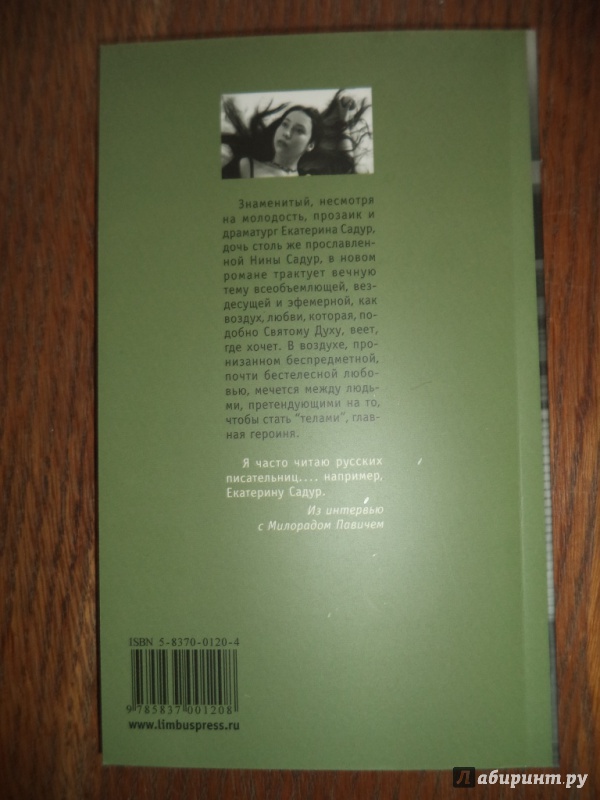 Знаменитый, несмотря
на молодость, прозаик и
драматург Екатерина Садур,
дочь столь же прославлен-
ной Нины Садур, в новом
романе трактует вечную
тему всеобъемлющей, вез-
десущей и эфемерной, как
воздух, любви, которая, по-
добно Святому Духу, веет,
где хочет. В воздухе, про-
низанном беспредметной,
почти бестелесной любо-
вью, мечется между людь-
ми, претендующими на то,
чтобы стать "телами", глав-
ная героиня.
Я часто читаю русских
писательниц.... например,
Екатерину Садур.
Из интервью
с Милорадом Павичем
ISBN 5-8370-0120-4
9 785837 001208
www.limbuspress.ru
Лабиринт.ру